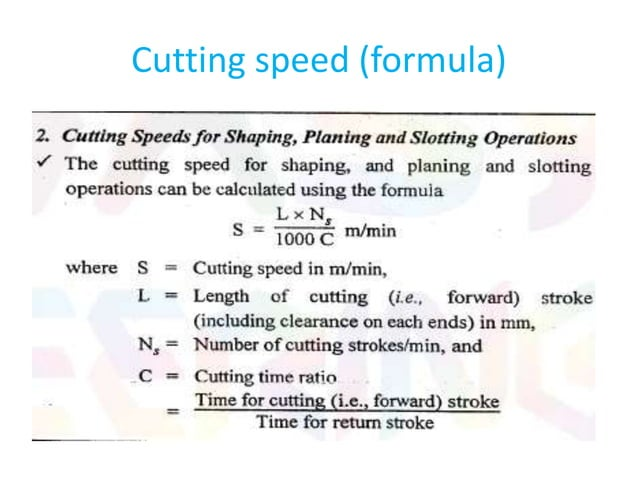 Cutting speed (formula)
2. Cutting Speeds for Shaping, Planing and Slotting Operations
✓ The cutting speed for shaping, and planing and slotting
operations can be calculated using the formula
S = L × Ns / 1000 C m/min
where S = Cutting speed in m/min,
L = Length of cutting (i.e., forward) stroke
(including clearance on each ends) in mm,
Ns = Number of cutting strokes/min, and
C = Cutting time ratio
= Time for cutting (i.e., forward) stroke
Time for return stroke